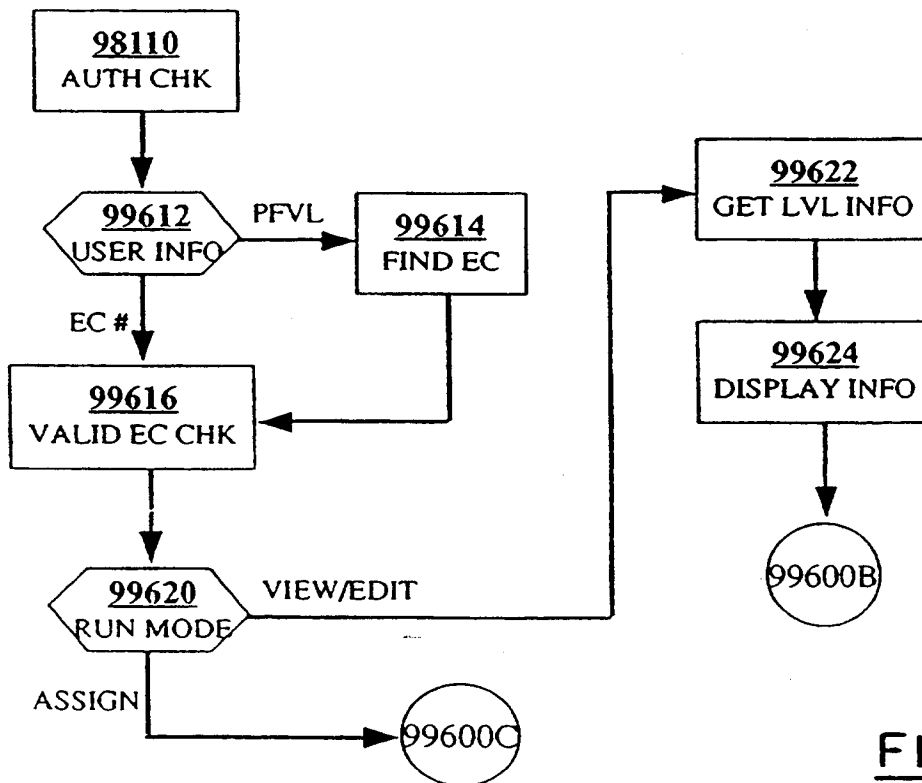 98110
AUTH CHK
99612
USER INFO
PFVL
99614
FIND EC
EC #
99616
VALID EC CHK
99620
RUN MODE
VIEW/EDIT
ASSIGN
99600C
99622
GET LVL INFO
99624
DISPLAY INFO
99600B